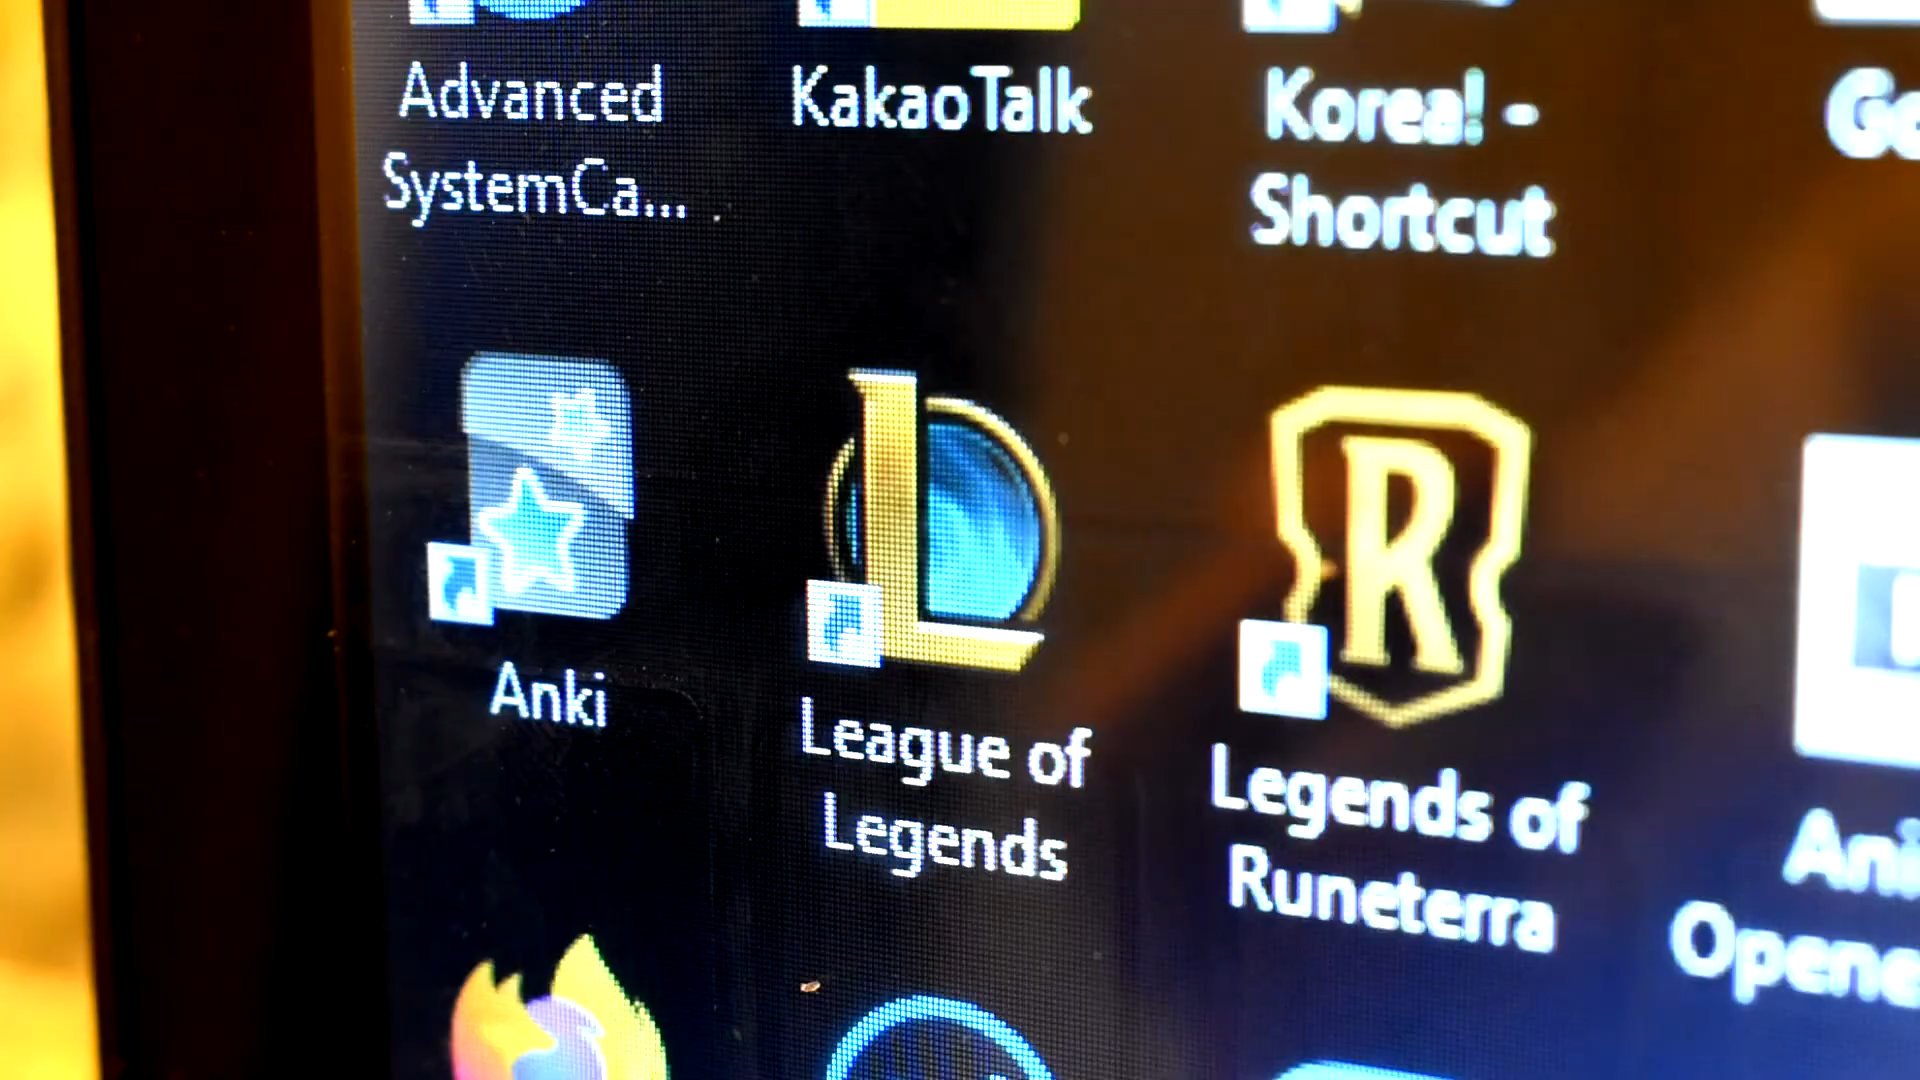 Advanced
SystemCa...
KakaoTalk
Korea! -
Shortcut
Anki
League of
Legends
R
Legends of
Runeterra